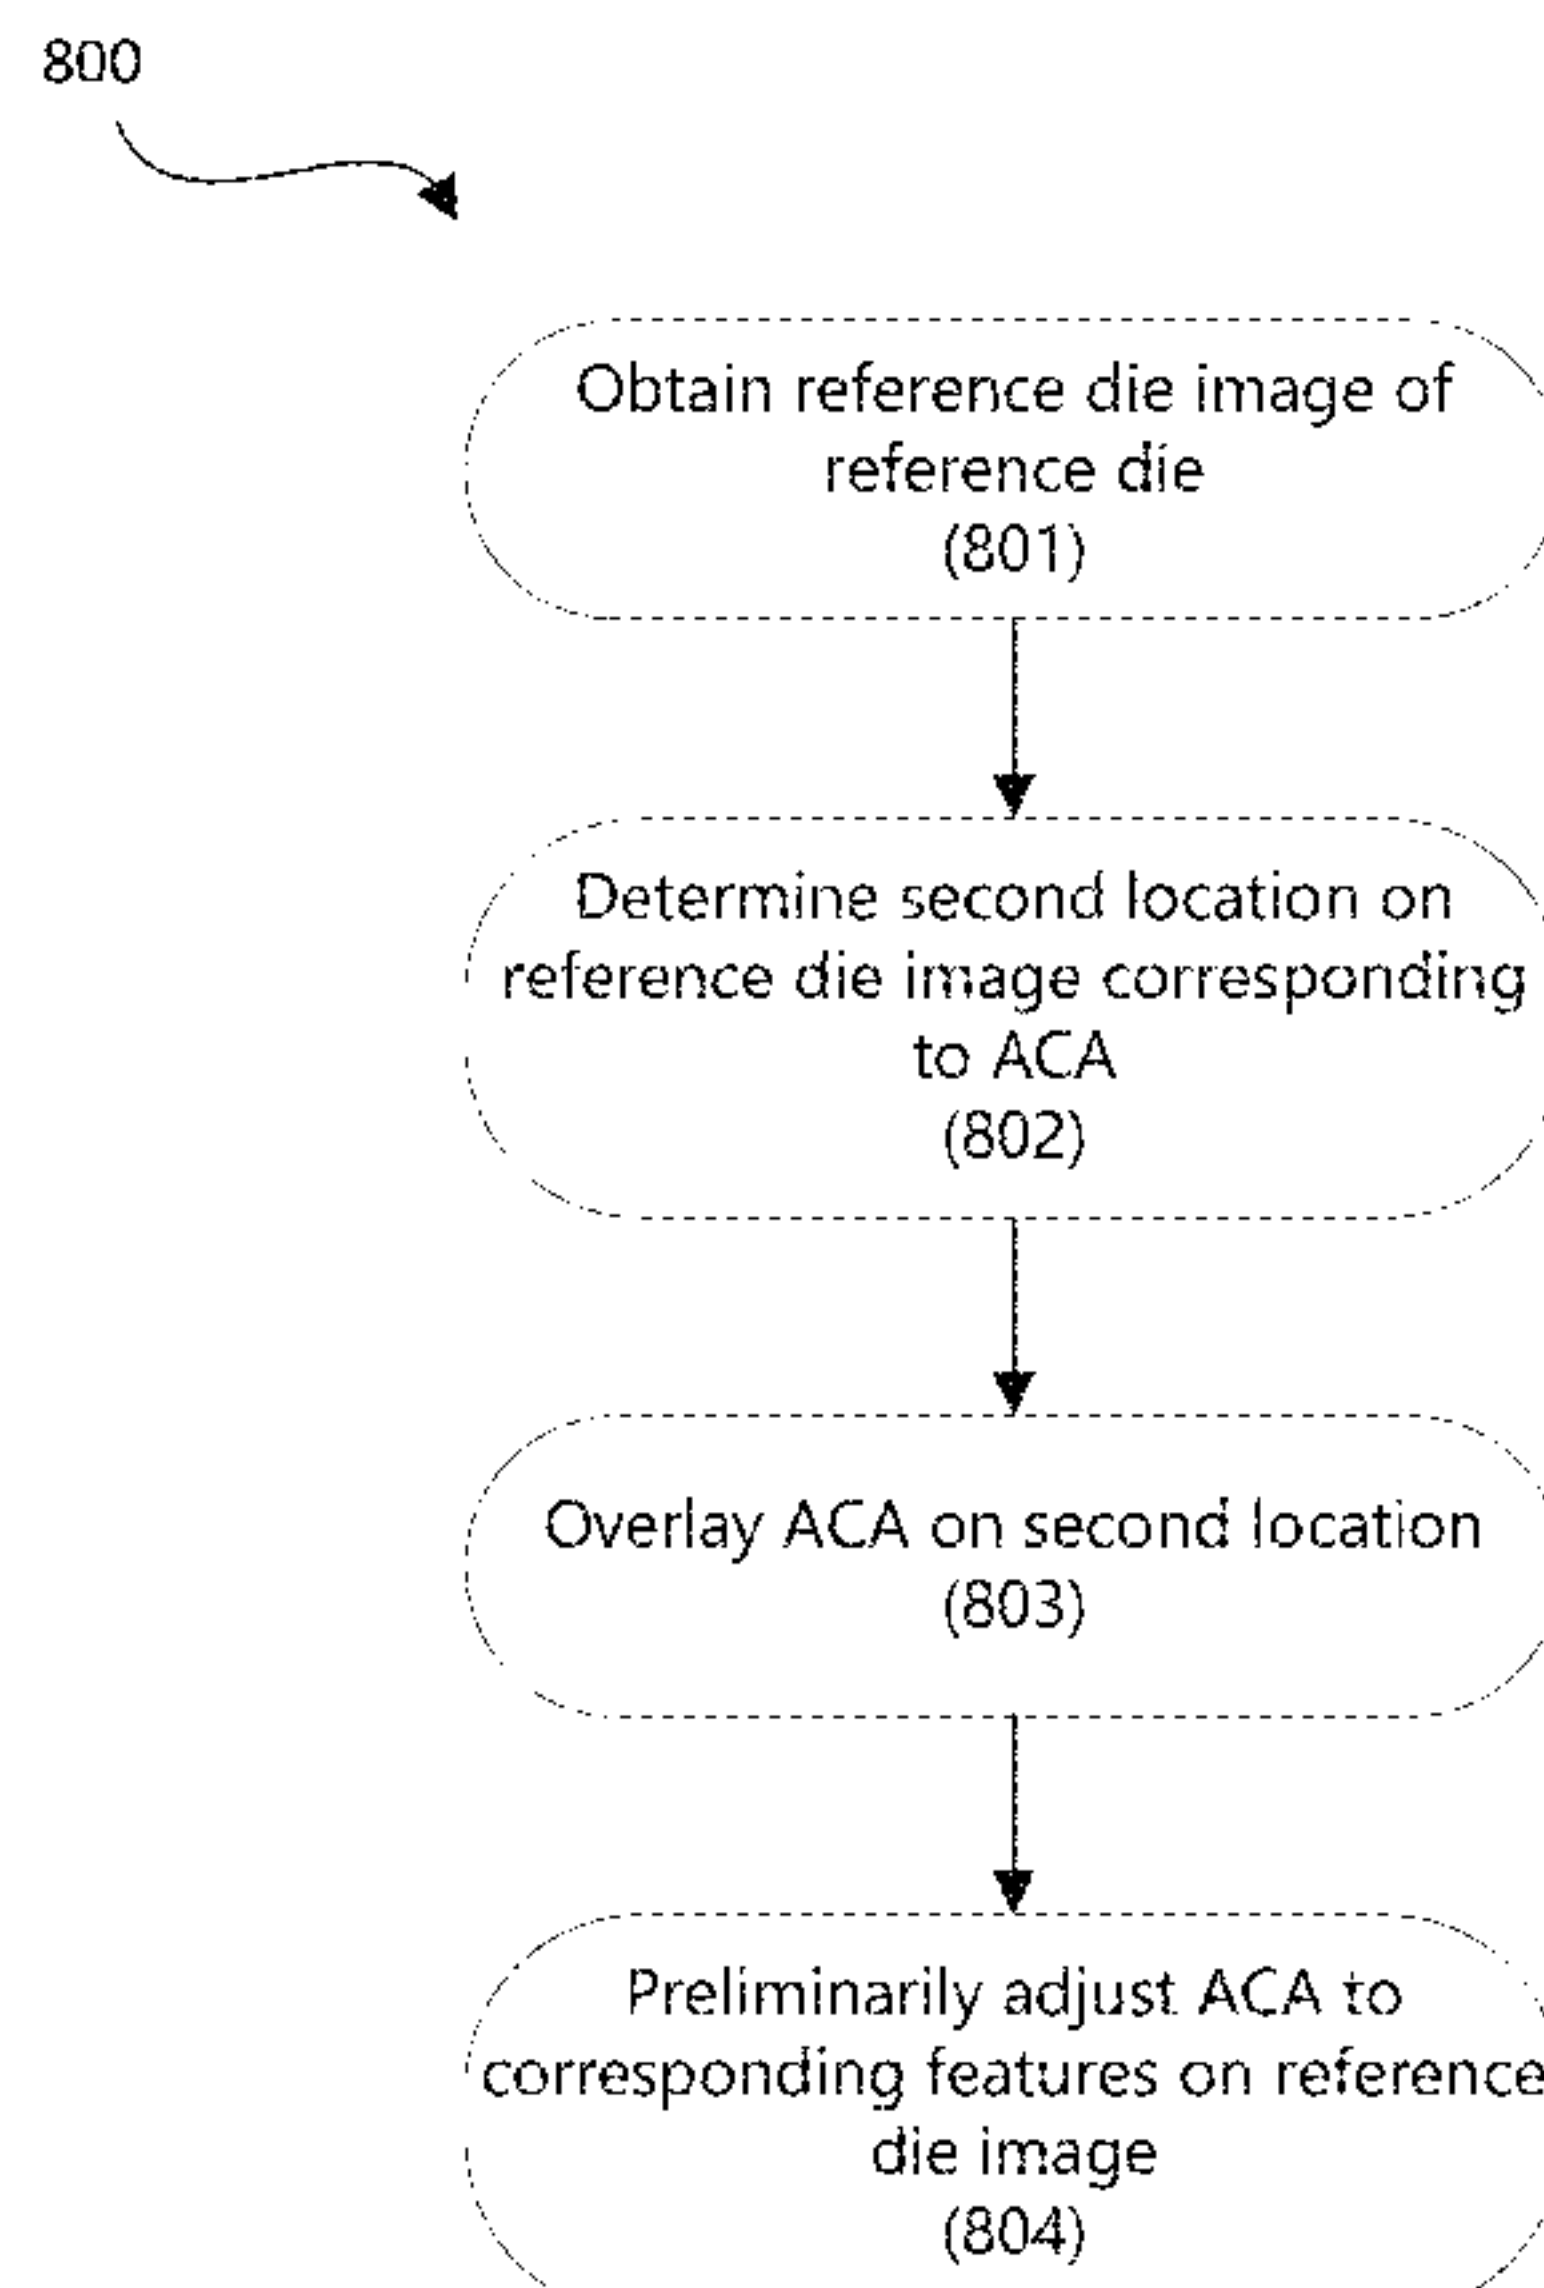 800
Obtain reference die image of
reference die
(801)
Determine second location on
reference die image corresponding
to ACA
(802)
Overlay ACA on second location
(803)
Preliminarily adjust ACA to
corresponding features on reference
die image
(804)